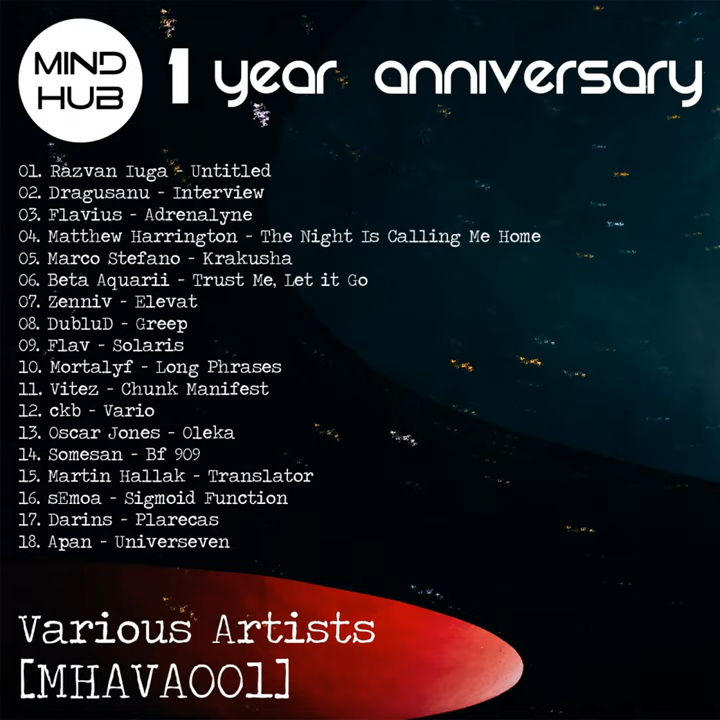 MIND
HUB
1 year anniversary
01. Razvan Iuga - Untitled
02. Dragusanu - Interview
03. Flavius - Adrenalyne
04. Matthew Harrington - The Night Is Calling Me Home
05. Marco Stefano - Krakusha
06. Beta Aquarii - Trust Me, Let it Go
07. Zenniv - Elevat
08. DubluD - Greep
09. Flav - Solaris
10. Mortalyf - Long Phrases
11. Vitez - Chunk Manifest
12. ckb - Vario
13. Oscar Jones - Oleka
14. Somesan - Bf 909
15. Martin Hallak - Translator
16. sEmoa - Sigmoid Function
17. Darins - Plarecas
18. Apan - Universeven
Various Artists
[MHAVA001]